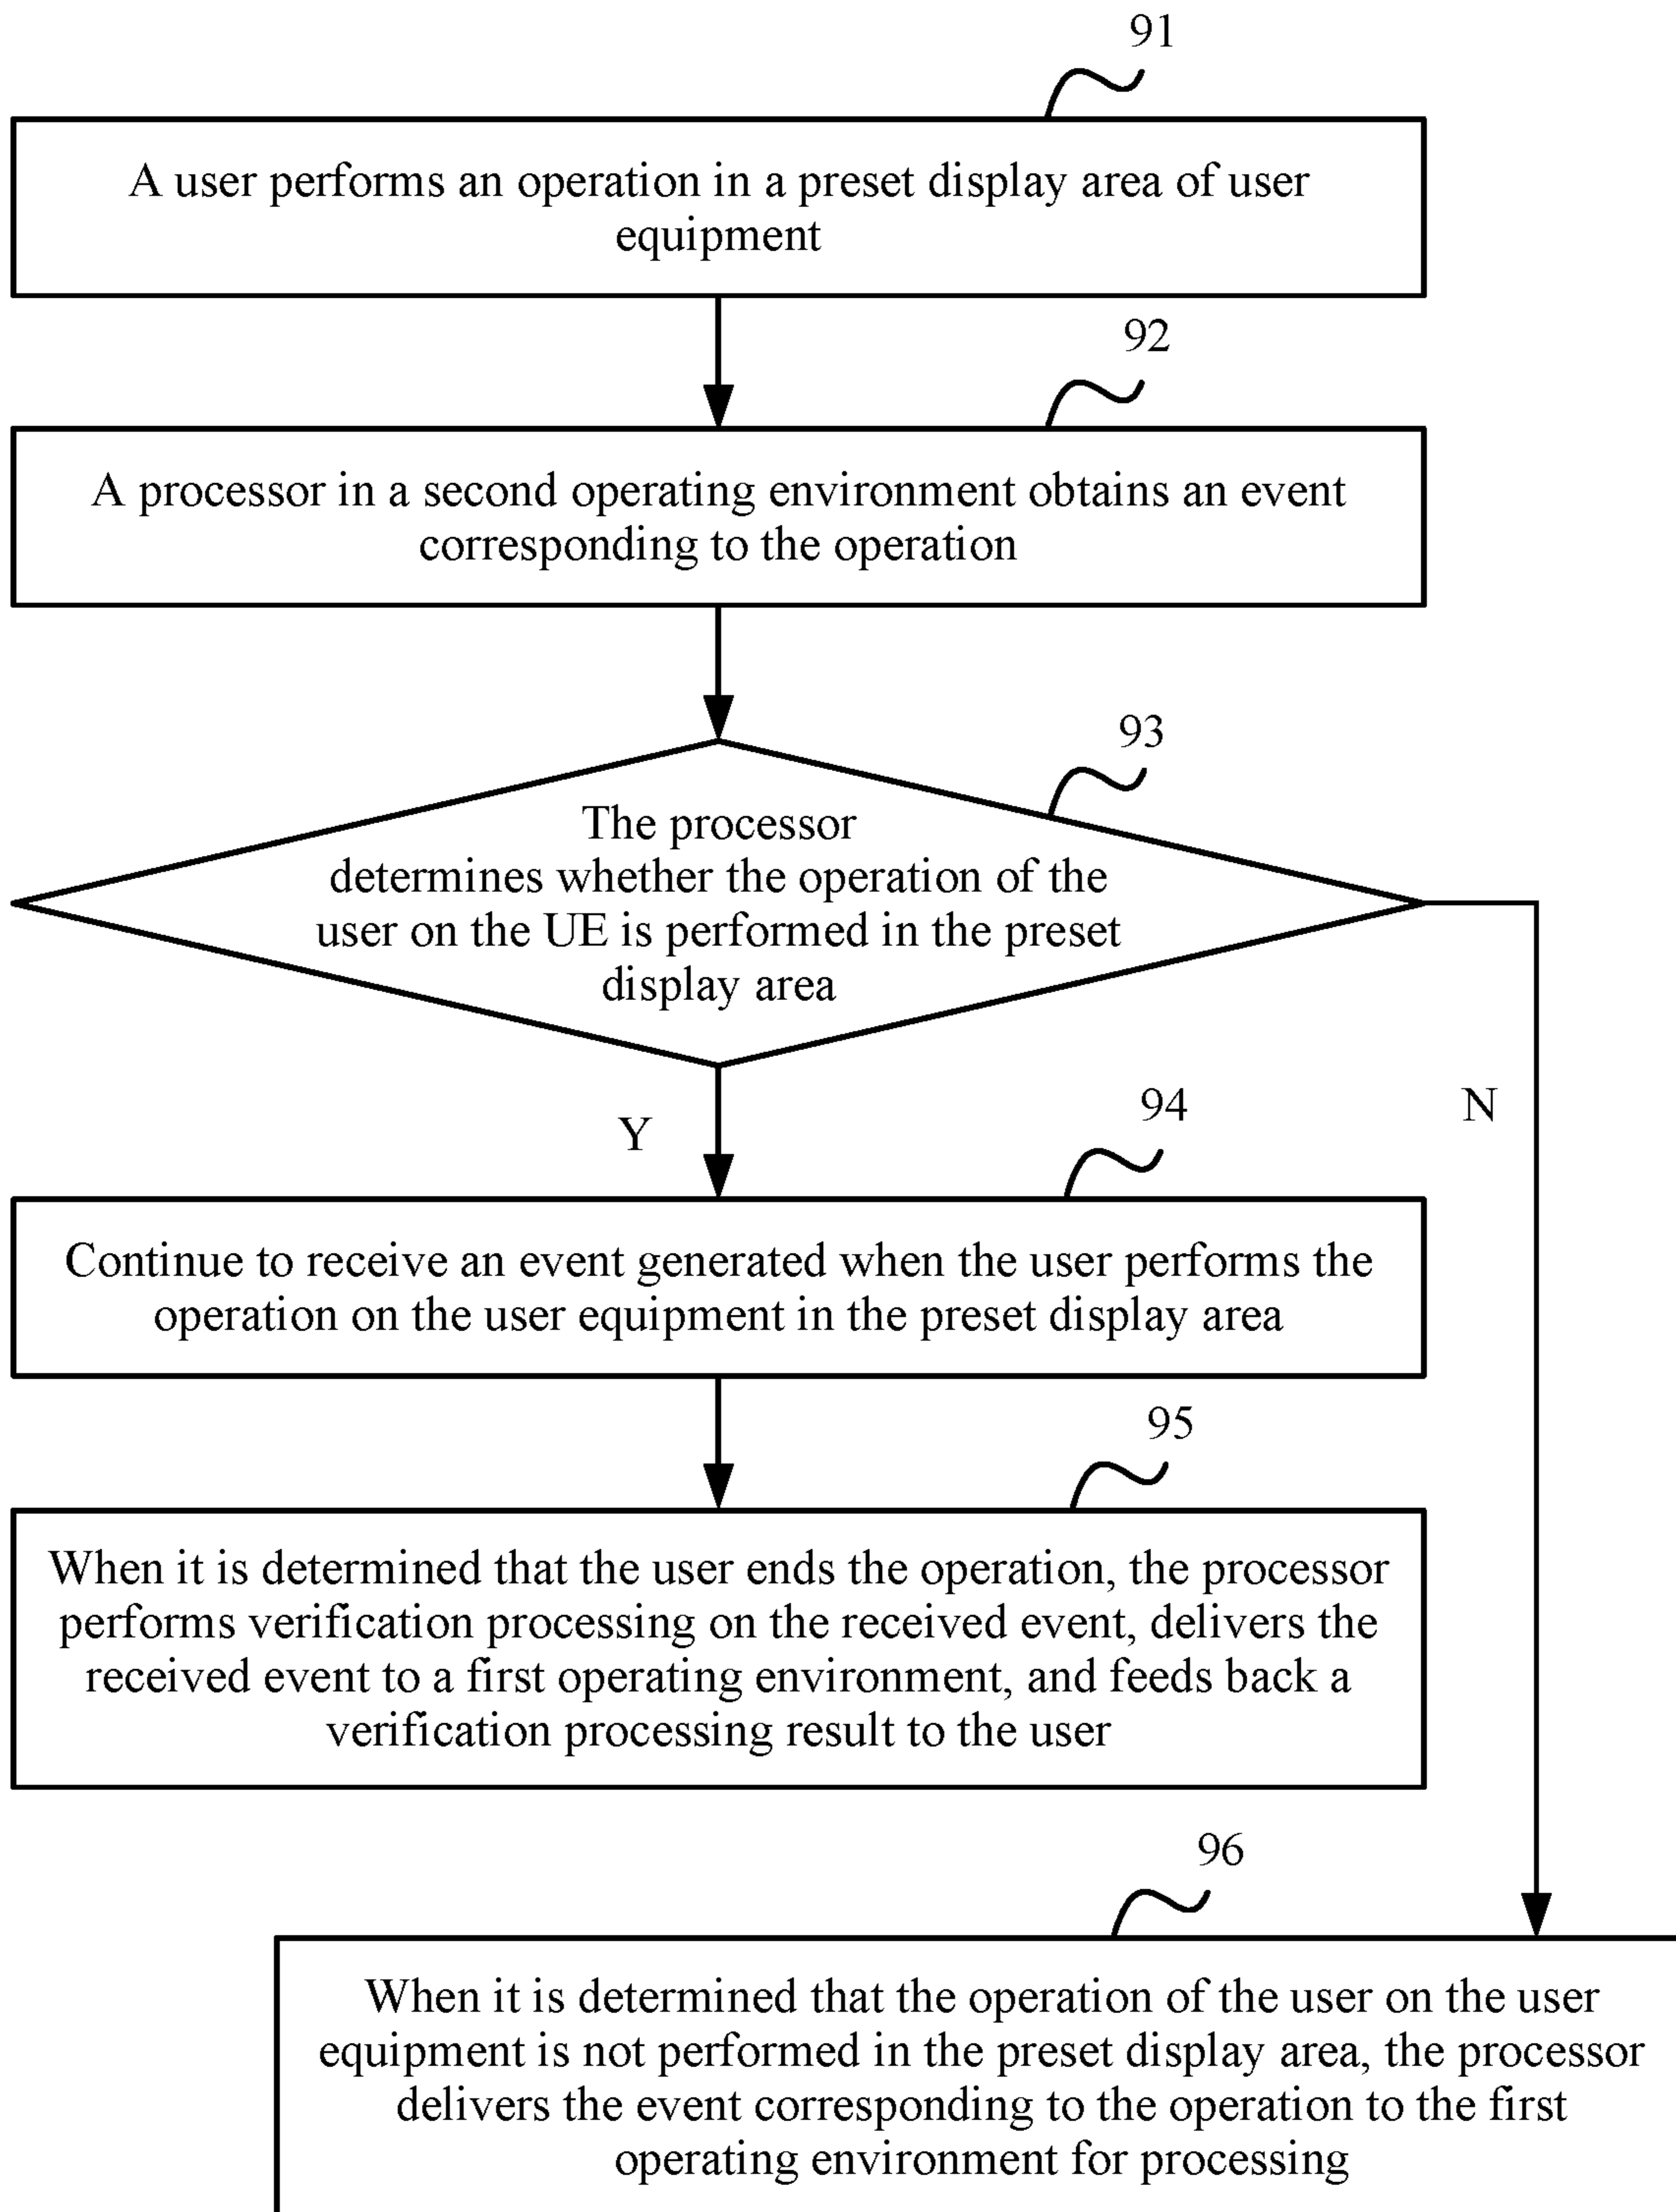 91
A user performs an operation in a preset display area of user
equipment
92
A processor in a second operating environment obtains an event
corresponding to the operation
93
The processor
determines whether the operation of the
user on the UE is performed in the preset
display area
Y
N
94
Continue to receive an event generated when the user performs the
operation on the user equipment in the preset display area
95
When it is determined that the user ends the operation, the processor
performs verification processing on the received event, delivers the
received event to a first operating environment, and feeds back a
verification processing result to the user
96
When it is determined that the operation of the user on the user
equipment is not performed in the preset display area, the processor
delivers the event corresponding to the operation to the first
operating environment for processing